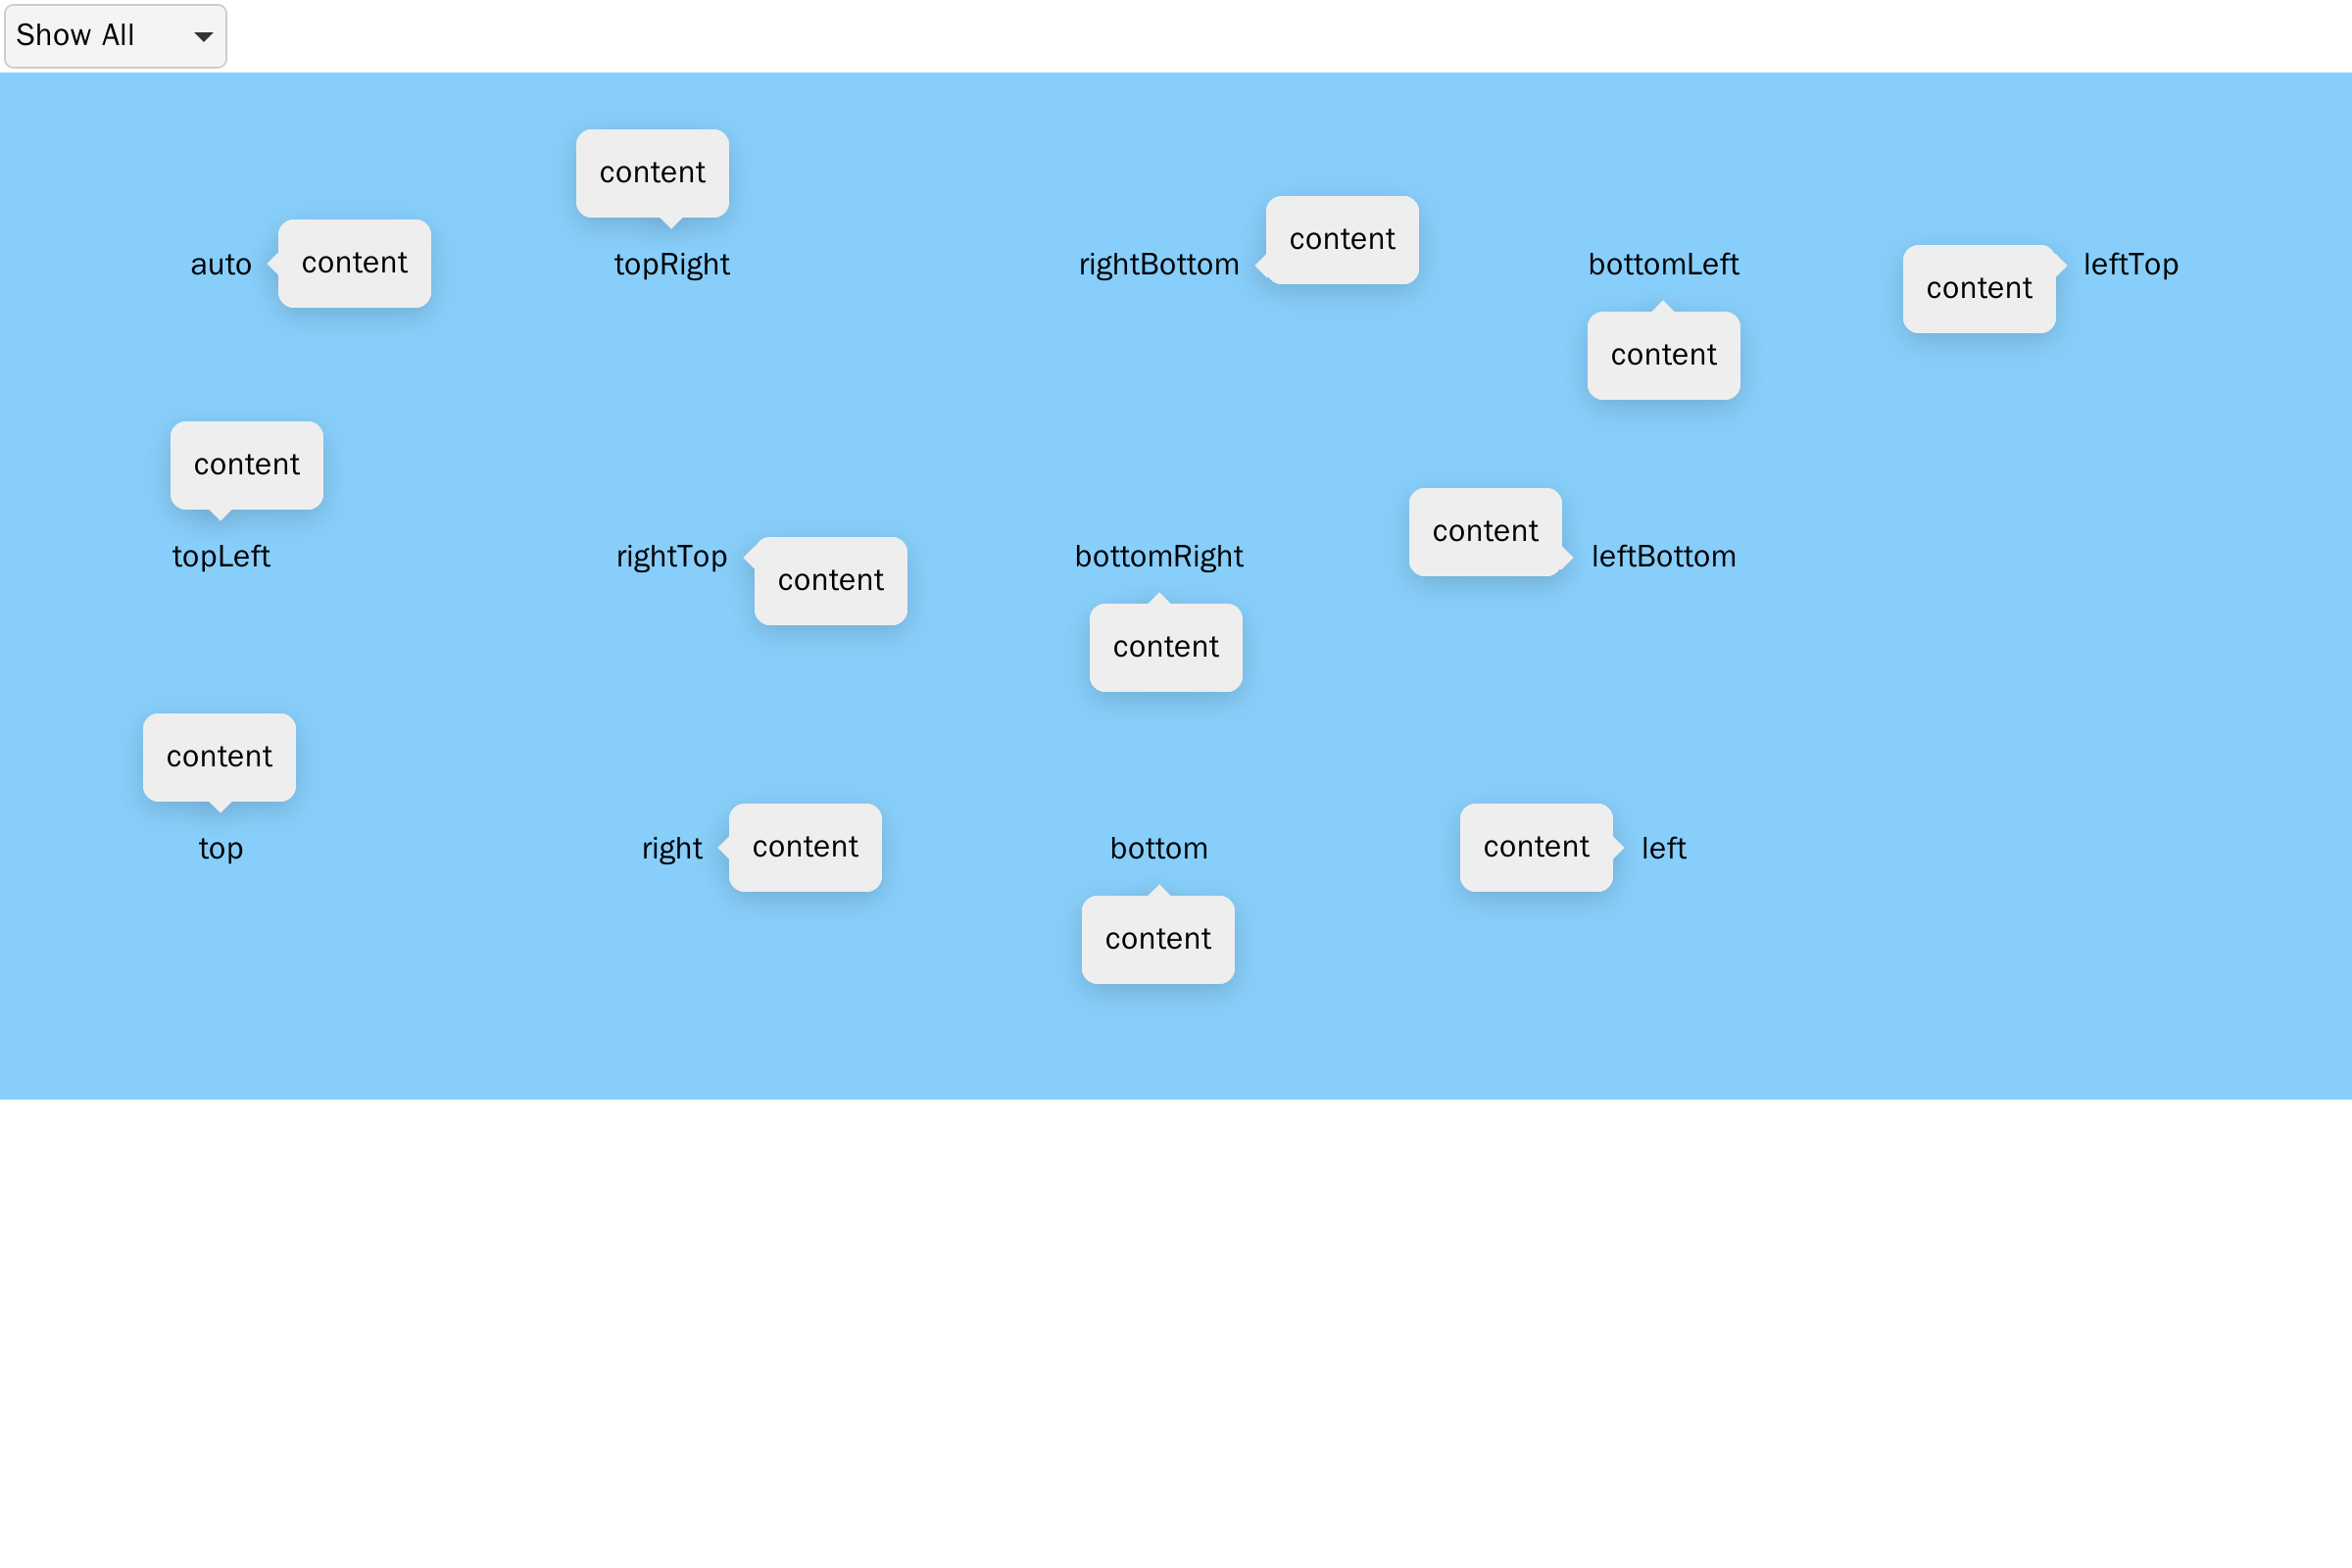 Show All
content
auto
content
topRight
rightBottom
content
bottomLeft
content
content
leftTop
content
topLeft
rightTop
content
bottomRight
content
content
leftBottom
content
top
right
content
bottom
content
content
left